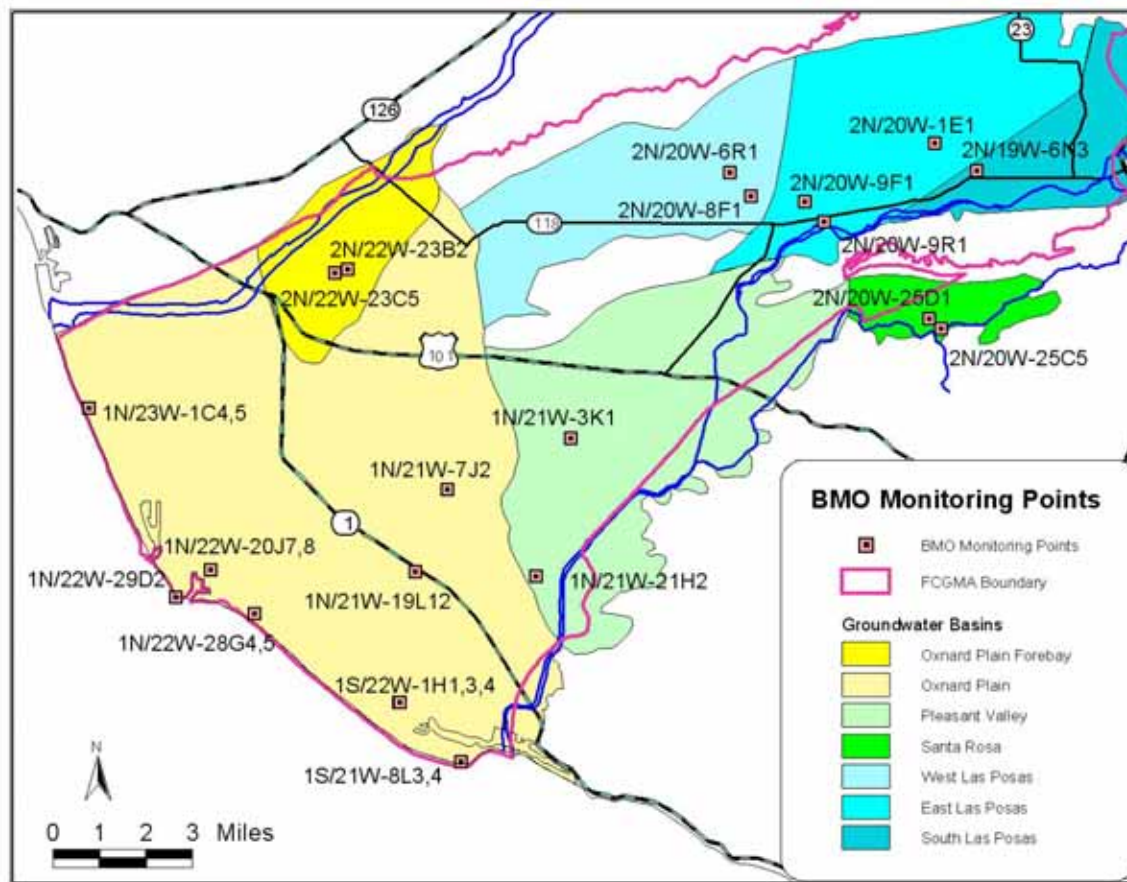 23
126
2N/20W-1E1
2N/20W-6R1
2N/19W-6N3
2N/20W-9F1
2N/20W-8F1
118
2N/22W-23B2
2N/20W-9R1
2N/22W-23C5
2N/20W-25D1
101
2N/20W-25C5
1N/23W-1C4,5
1N/21W-3K1
1N/21W-7J2
1
1N/22W-20J7,8
1N/22W-29D2
1N/21W-21H2
1N/21W-19L12
1N/22W-28G4,5
1S/22W-1H1,3,4
1S/21W-8L3,4
N
0 1 2 3 Miles
BMO Monitoring Points
BMO Monitoring Points
FCGMA Boundary
Groundwater Basins
Oxnard Plain Forebay
Oxnard Plain
Pleasant Valley
Santa Rosa
West Las Posas
East Las Posas
South Las Posas